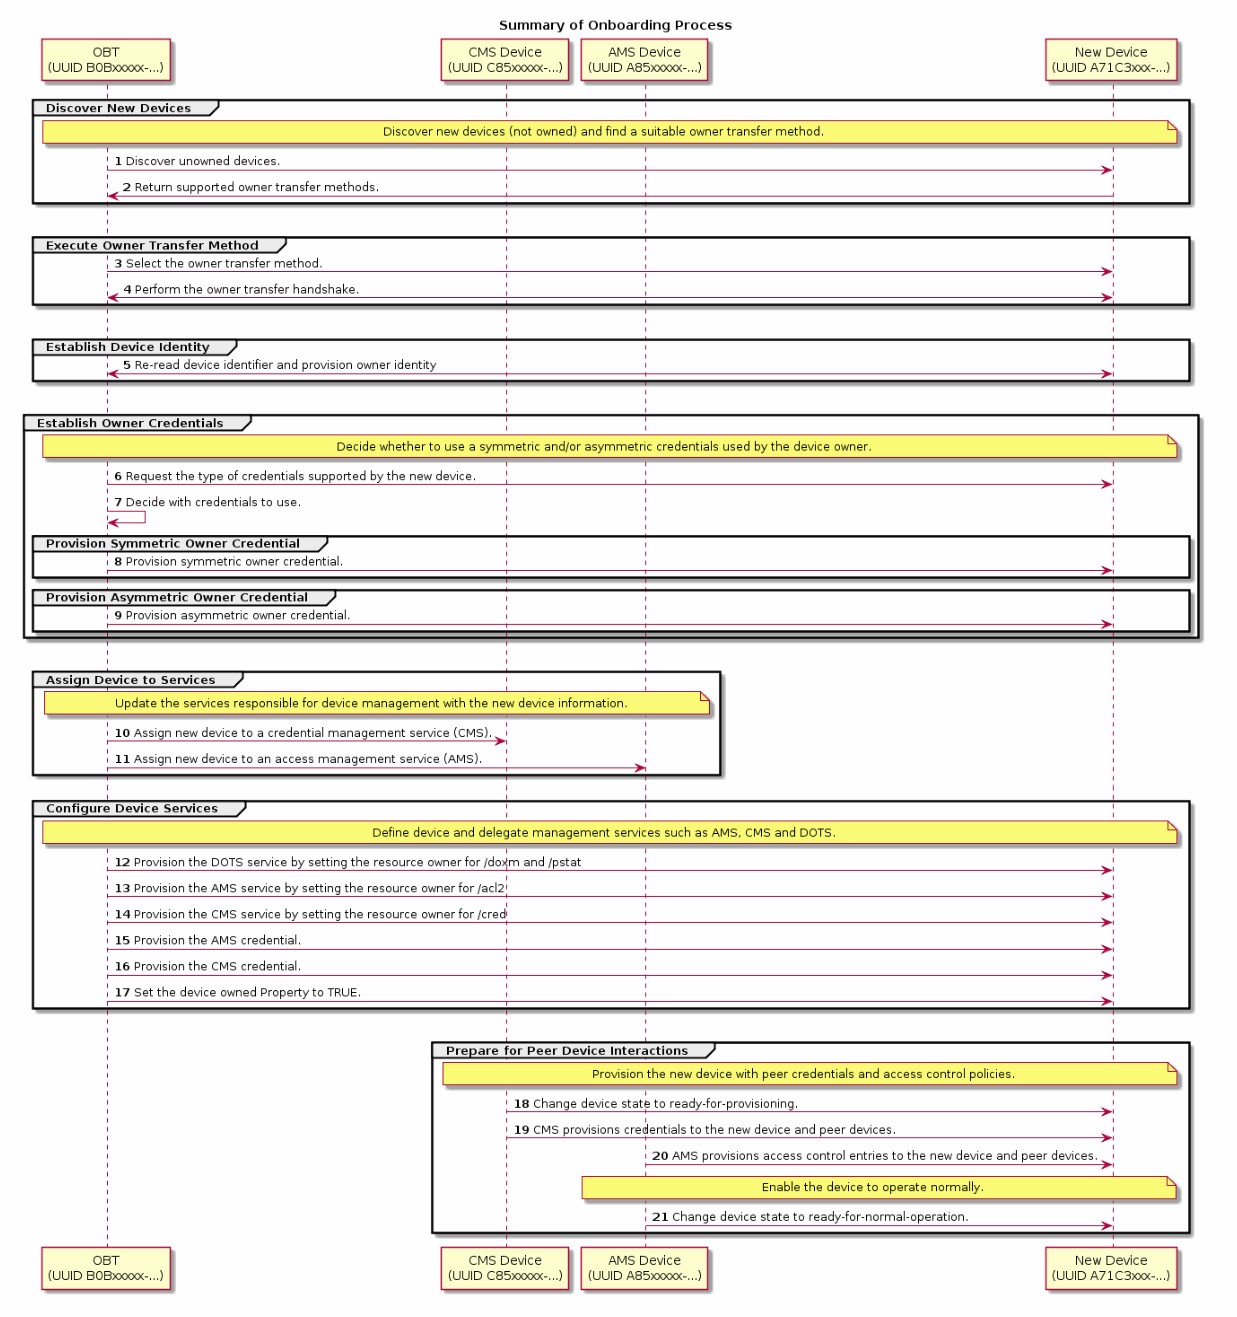 Summary of Onboarding Process
OBT
(UUID B0Bxxxxx-...)
CMS Device
(UUID C85xxxxx-...)
AMS Device
(UUID A85xxxxx-...)
New Device
(UUID A71C3xxx-...)
Discover New Devices
Discover new devices (not owned) and find a suitable owner transfer method.
1 Discover unowned devices.
2 Return supported owner transfer methods.
Execute Owner Transfer Method
3 Select the owner transfer method.
4 Perform the owner transfer handshake.
Establish Device Identity
5 Re-read device identifier and provision owner identity
Establish Owner Credentials
Decide whether to use a symmetric and/or asymmetric credentials used by the device owner.
6 Request the type of credentials supported by the new device.
7 Decide with credentials to use.
Provision Symmetric Owner Credential
8 Provision symmetric owner credential.
Provision Asymmetric Owner Credential
9 Provision asymmetric owner credential.
Assign Device to Services
Update the services responsible for device management with the new device information.
10 Assign new device to a credential management service (CMS).
11 Assign new device to an access management service (AMS).
Configure Device Services
Define device and delegate management services such as AMS, CMS and DOTS.
12 Provision the DOTS service by setting the resource owner for /doxm and /pstat
13 Provision the AMS service by setting the resource owner for /acl2
14 Provision the CMS service by setting the resource owner for /cred
15 Provision the AMS credential.
16 Provision the CMS credential.
17 Set the device owned Property to TRUE.
Prepare for Peer Device Interactions
Provision the new device with peer credentials and access control policies.
18 Change device state to ready-for-provisioning.
19 CMS provisions credentials to the new device and peer devices.
20 AMS provisions access control entries to the new device and peer devices.
Enable the device to operate normally.
21 Change device state to ready-for-normal-operation.
OBT
(UUID B0Bxxxxx-...)
CMS Device
(UUID C85xxxxx-...)
AMS Device
(UUID A85xxxxx-...)
New Device
(UUID A71C3xxx-...)